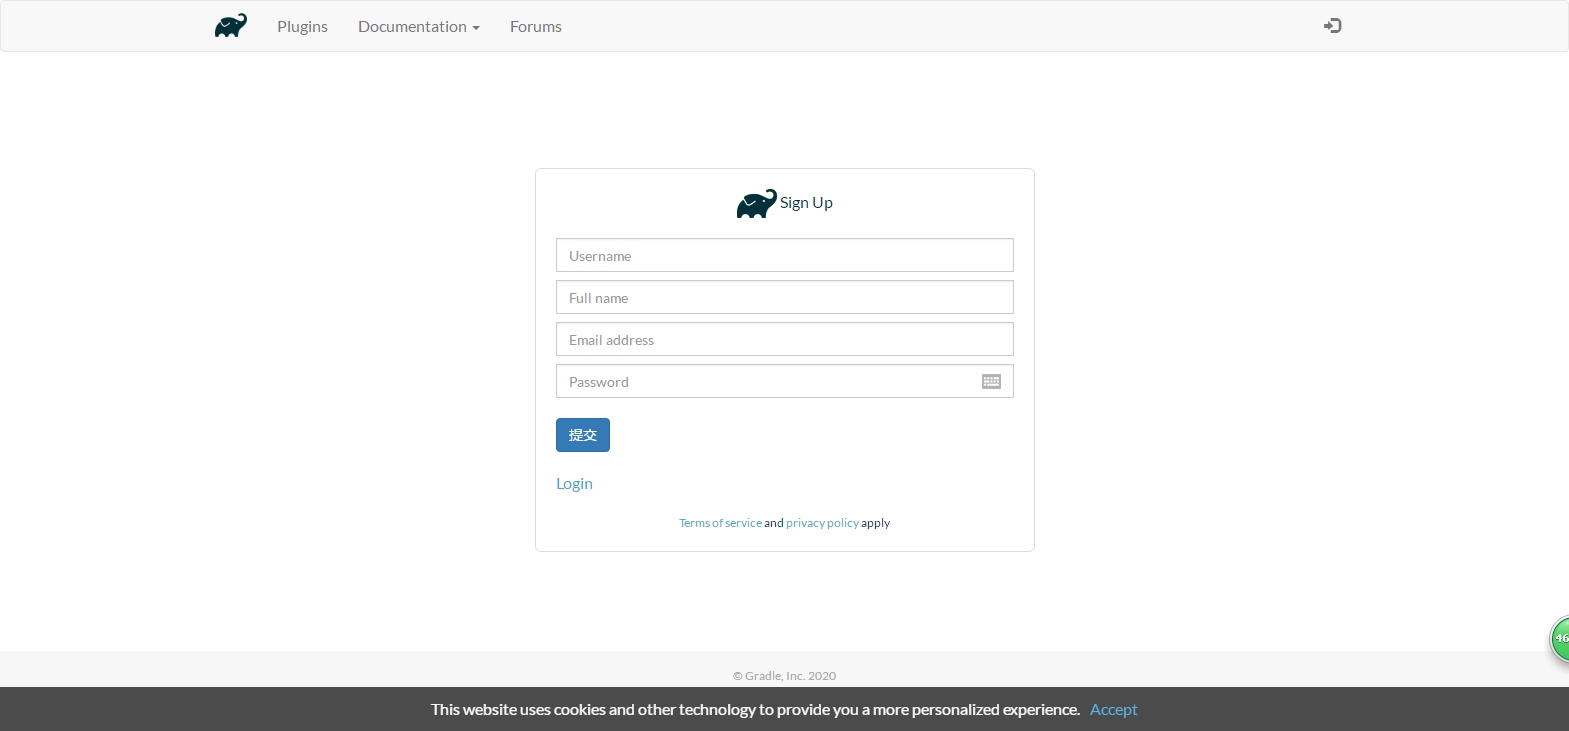 Plugins Documentation Forums
Sign Up
Username
Full name
Email address
Password
提交
Login
Terms of service and privacy policy apply
46
© Gradle, Inc. 2020
This website uses cookies and other technology to provide you a more personalized experience. Accept